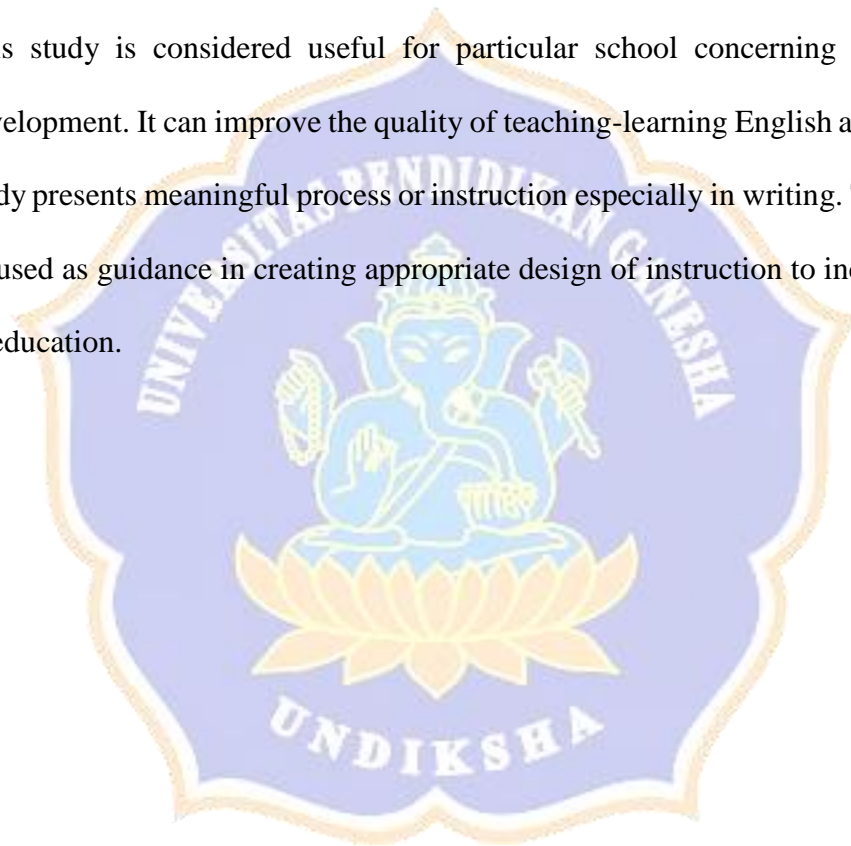 s study is considered useful for particular school concerning
velopment. It can improve the quality of teaching-learning English a
dy presents meaningful process or instruction especially in writing.
used as guidance in creating appropriate design of instruction to in
education.
UNIVERSITAS PENDIDIKAN GANESHA
UNDIKSHA